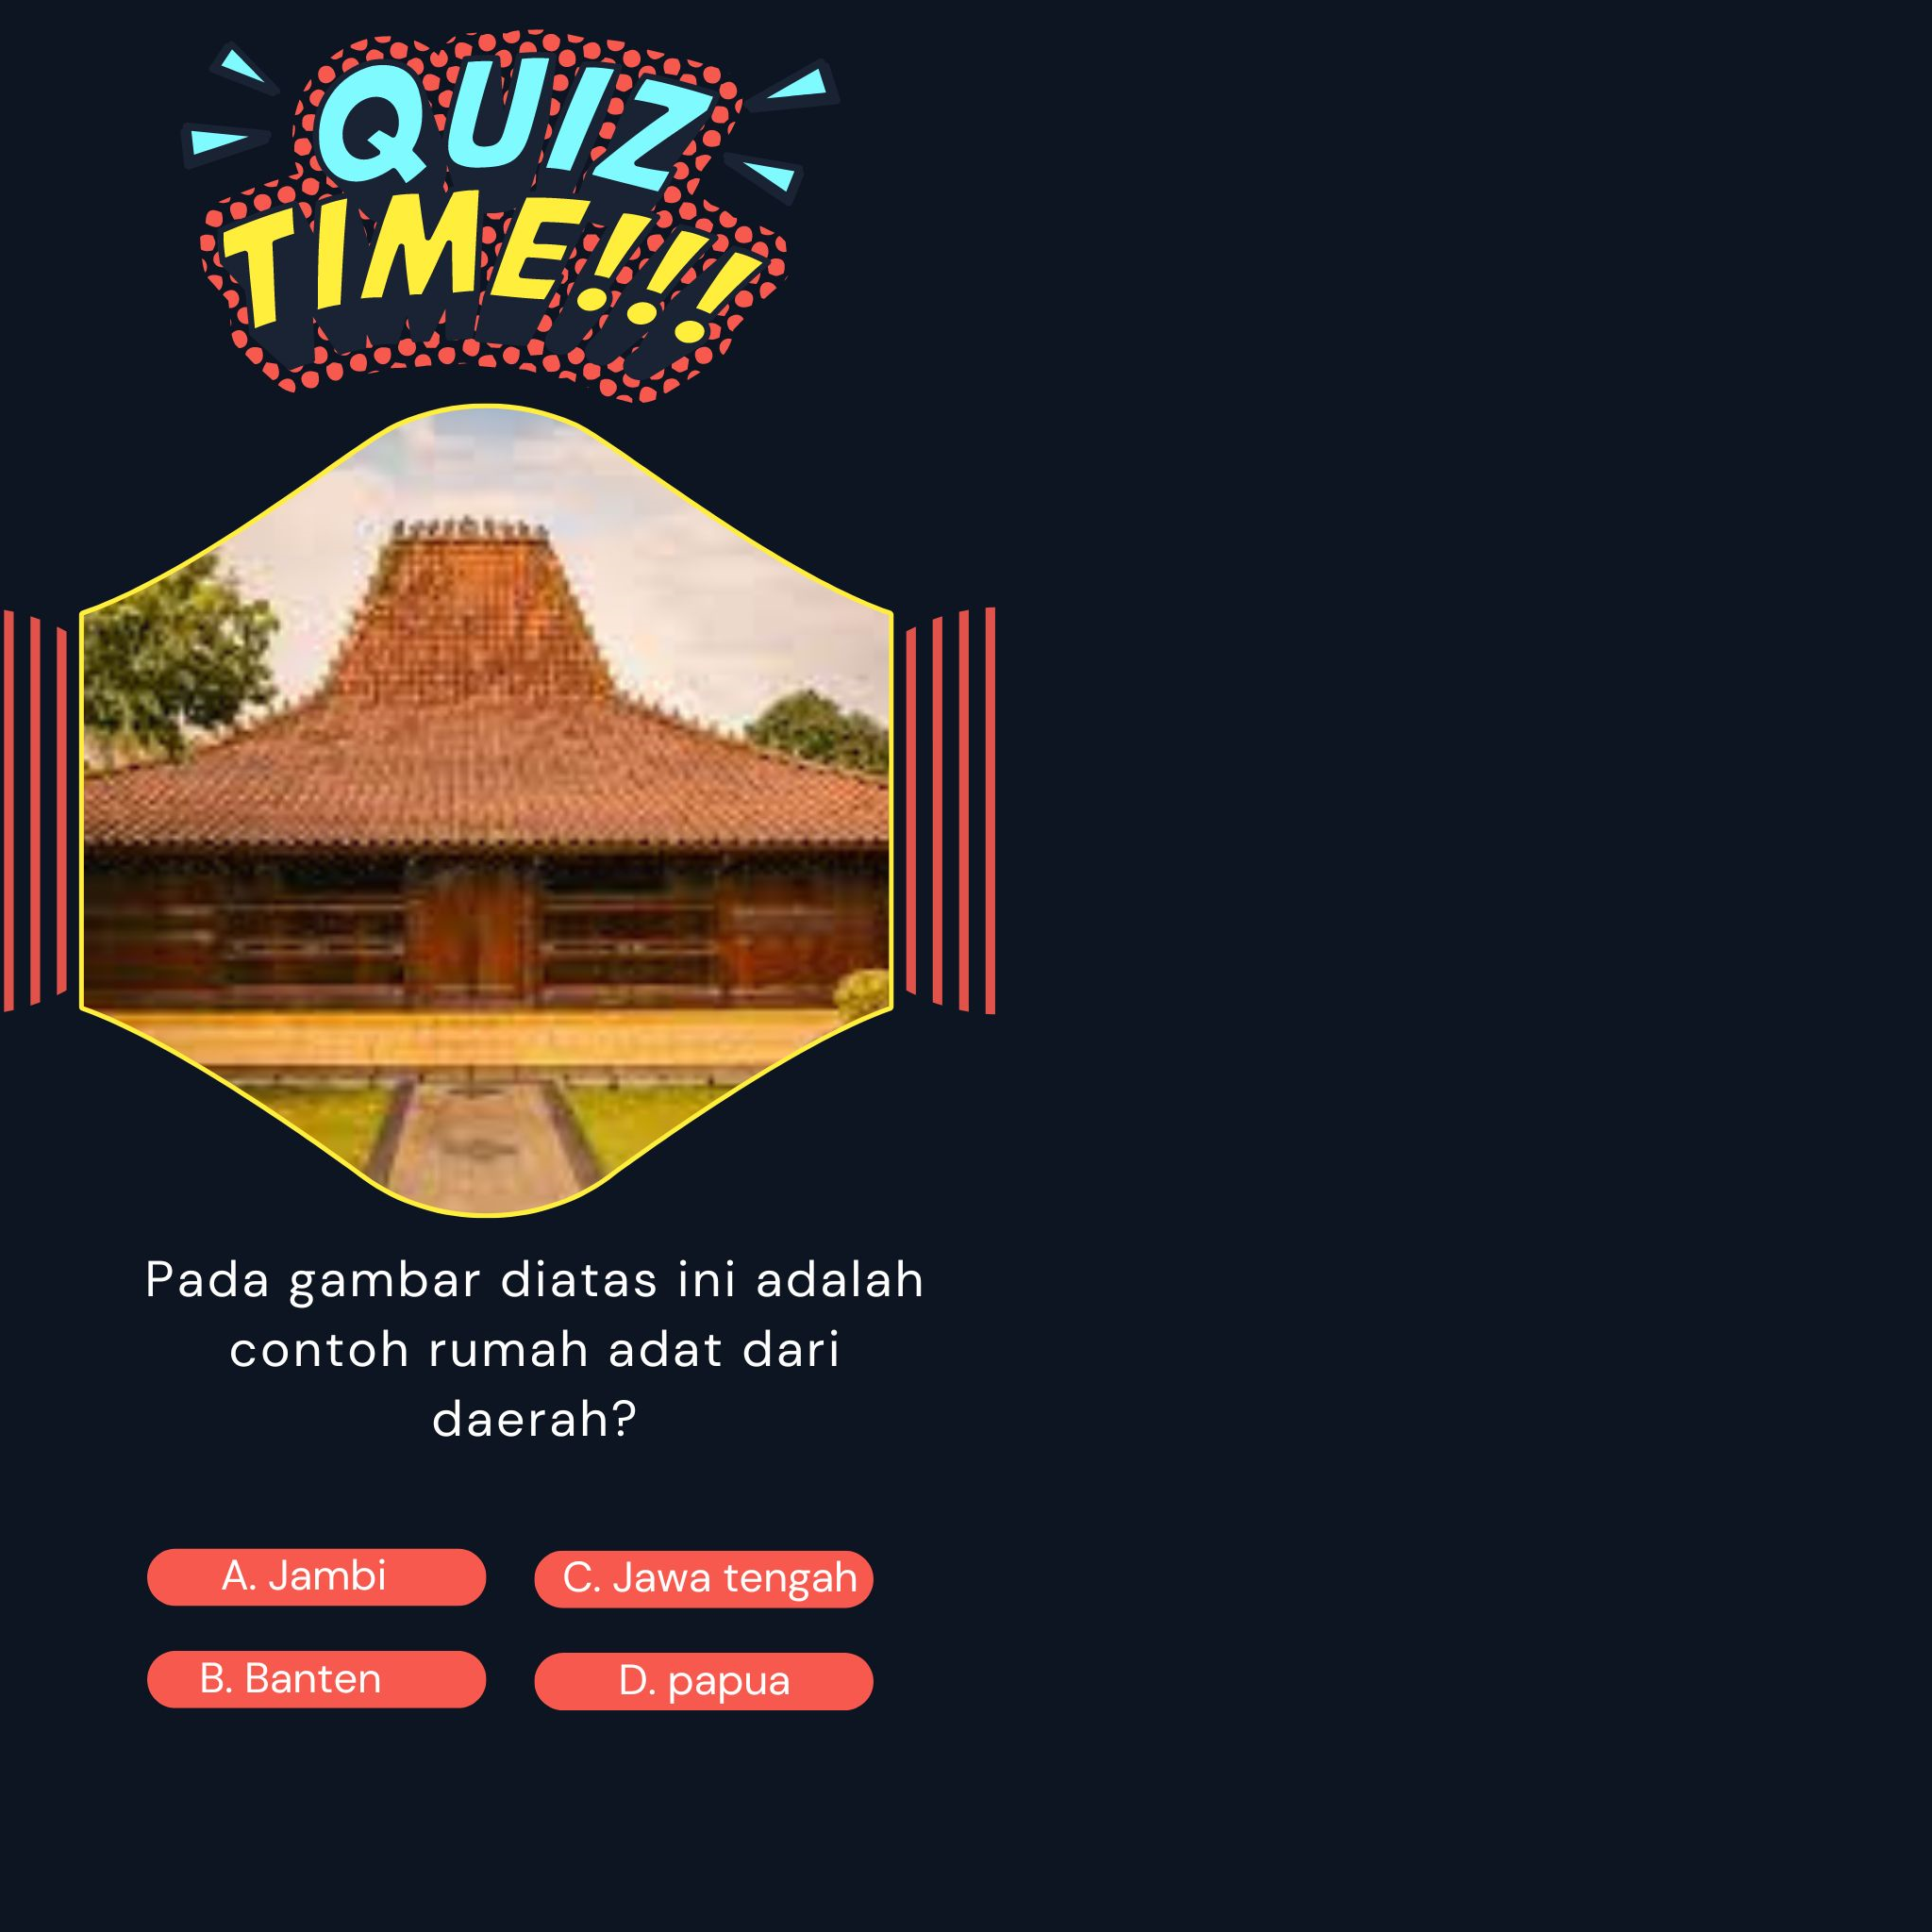 QUIZ
TIME!!!
Pada gambar diatas ini adalah
contoh rumah adat dari
daerah?
A. Jambi
C. Jawa tengah
B. Banten
D. papua